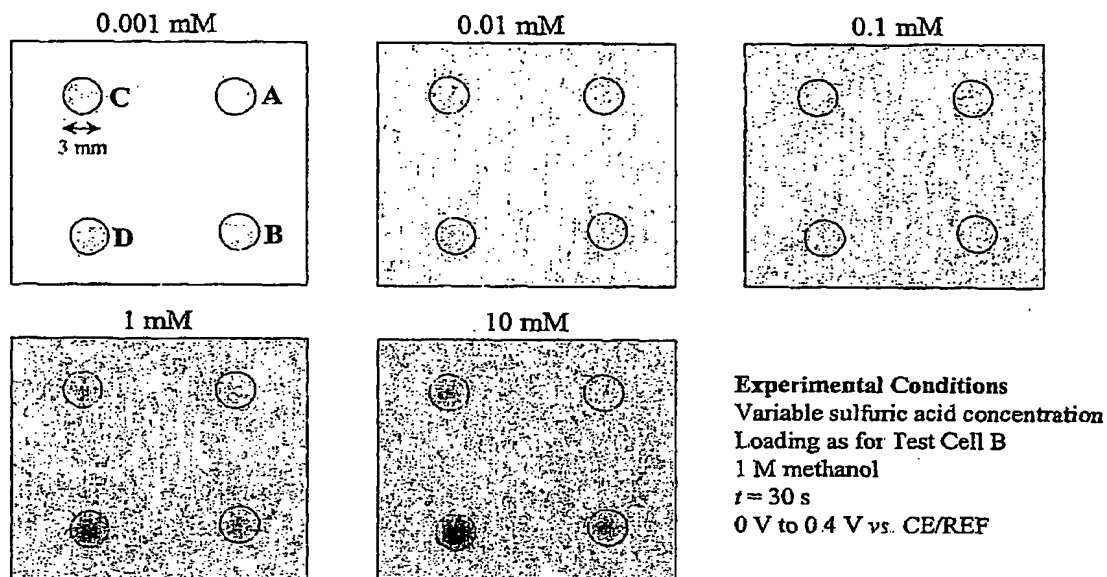 0.001 mM
0.01 mM
0.1 mM
C
A
3 mm
D
B
1 mM
10 mM
Experimental Conditions
Variable sulfuric acid concentration
Loading as for Test Cell B
1 M methanol
t = 30 s
0 V to 0.4 V vs. CE/REF